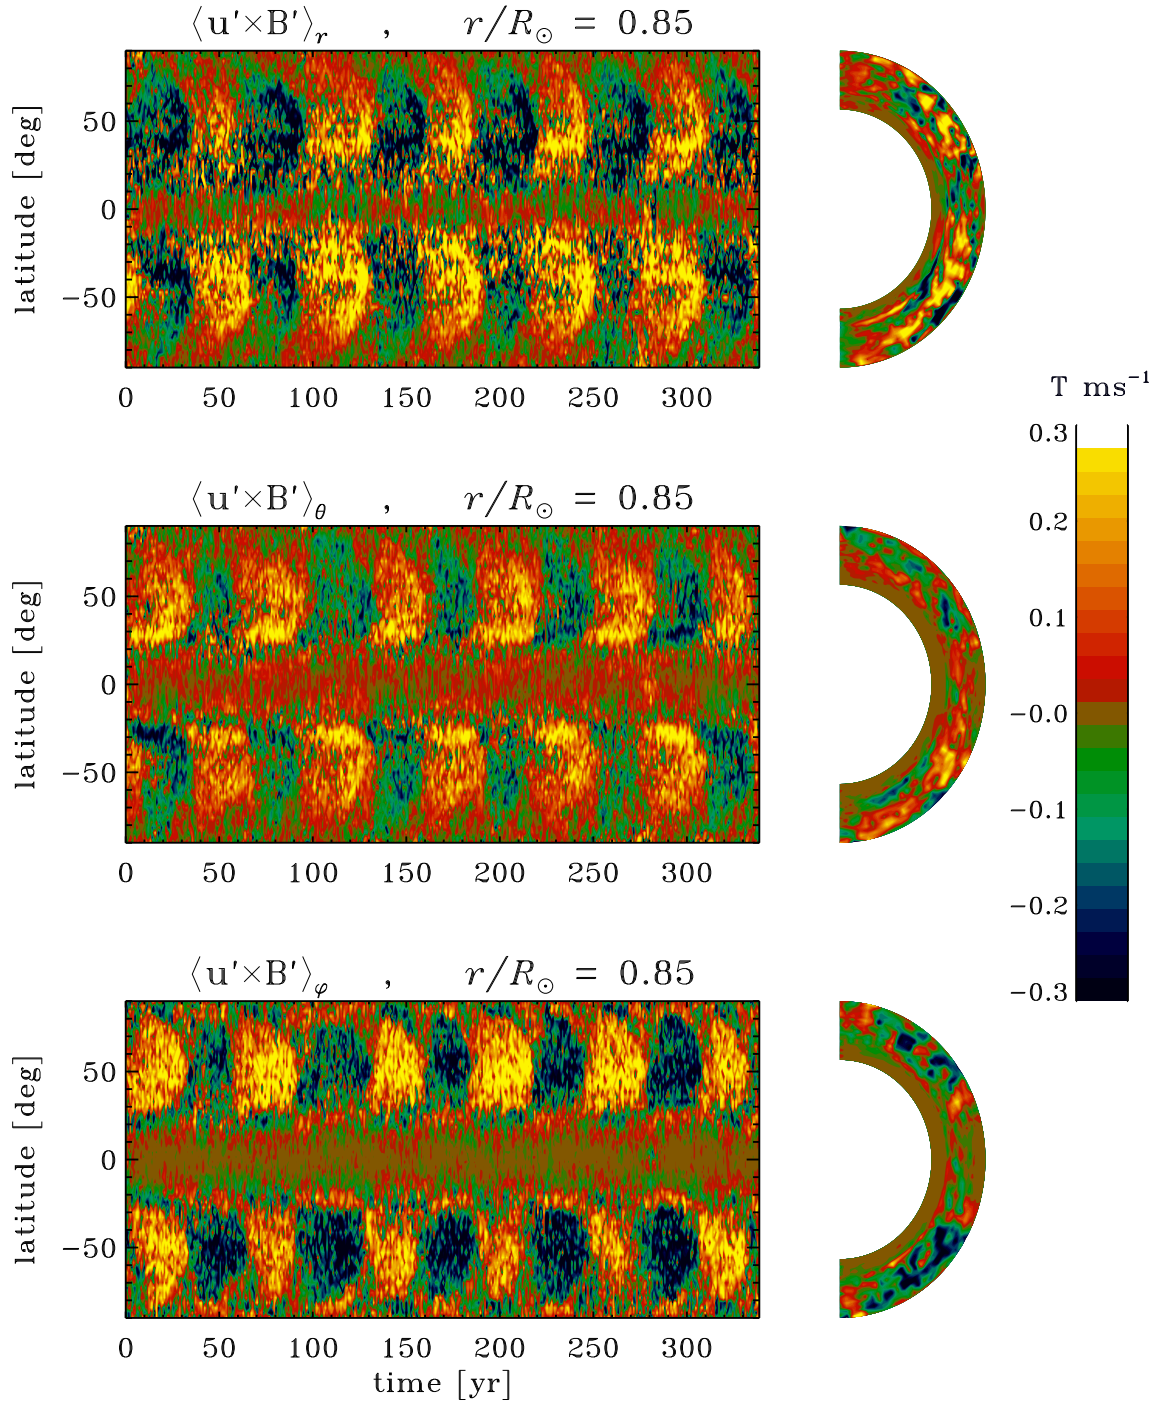 ⟨u'×B'⟩r , r/R⊙ = 0.85
latitude [deg]
50
0
−50
0 50 100 150 200 250 300
T ms⁻¹
0.3
0.2
0.1
−0.0
−0.1
−0.2
−0.3
⟨u'×B'⟩θ , r/R⊙ = 0.85
latitude [deg]
50
0
−50
0 50 100 150 200 250 300
⟨u'×B'⟩φ , r/R⊙ = 0.85
latitude [deg]
50
0
−50
0 50 100 150 200 250 300
time [yr]